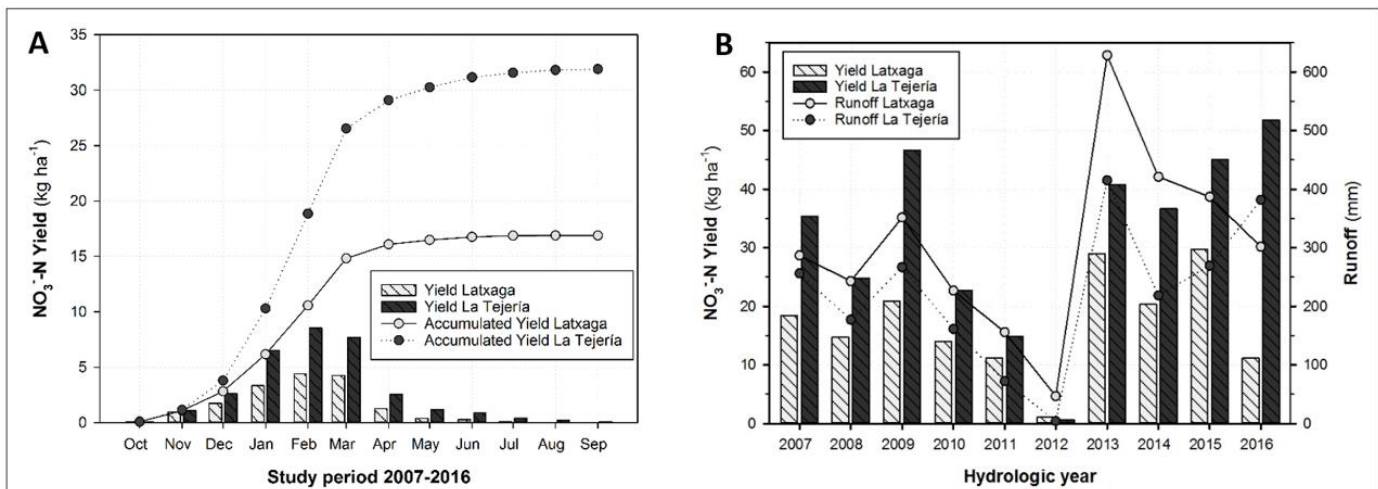 A
NO₃⁻-N Yield (kg ha⁻¹)
35
30
25
20
15
10
5
0
Yield Latxaga
Yield La Tejería
Accumulated Yield Latxaga
Accumulated Yield La Tejería
Oct Nov Dec Jan Feb Mar Apr May Jun Jul Aug Sep
Study period 2007-2016
B
NO₃⁻-N Yield (kg ha⁻¹)
60
50
40
30
20
10
0
Yield Latxaga
Yield La Tejería
Runoff Latxaga
Runoff La Tejería
600
500
400
300
200
100
0
Runoff (mm)
2007 2008 2009 2010 2011 2012 2013 2014 2015 2016
Hydrologic year